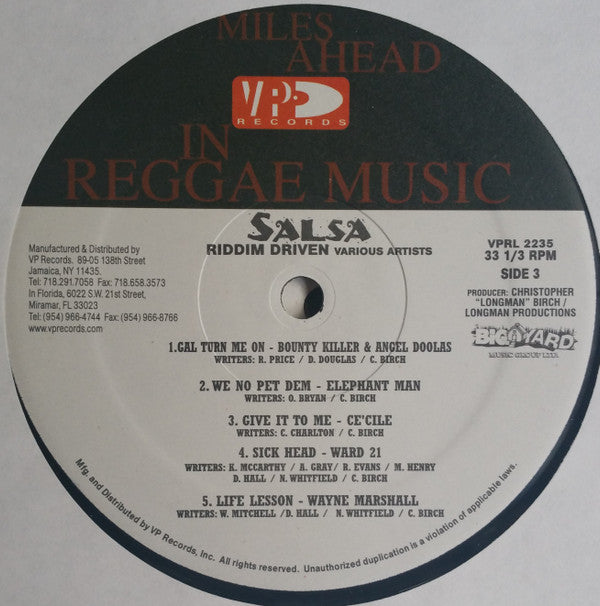 MILES
AHEAD
VP
RECORDS
IN
REGGAE MUSIC
SALSA
RIDDIM DRIVEN VARIOUS ARTISTS
Manufactured & Distributed by
VP Records. 89-05 138th Street
Jamaica, NY 11435.
Tel: 718.291.7058 Fax: 718.658.3573
In Florida, 6022 S.W. 21st Street,
Miramar, FL 33023
Tel: (954) 966-4744 Fax: (954) 966-8766
www.vprecords.com
VPRL 2235
33 1/3 RPM
SIDE 3
PRODUCER: CHRISTOPHER
"LONGMAN" BIRCH /
LONGMAN PRODUCTIONS
BIG YARD
MUSIC GROUP LTD.
1.GAL TURN ME ON - BOUNTY KILLER & ANGEL DOOLAS
WRITERS: R. PRICE / D. DOUGLAS / C. BIRCH
2. WE NO PET DEM - ELEPHANT MAN
WRITERS: O. BRYAN / C. BIRCH
3. GIVE IT TO ME - CE'CILE
WRITERS: C. CHARLTON / C. BIRCH
4. SICK HEAD - WARD 21
WRITERS: K. MCCARTHY / A. GRAY/ R. EVANS / M. HENRY
D. HALL / N. WHITFIELD / C. BIRCH
5. LIFE LESSON - WAYNE MARSHALL
WRITERS: W. MITCHELL /D. HALL / N. WHITFIELD / C. BIRCH
Mfg. and Distributed by VP Records, Inc. All rights reserved. Unauthorized duplication is a violation of applicable laws.